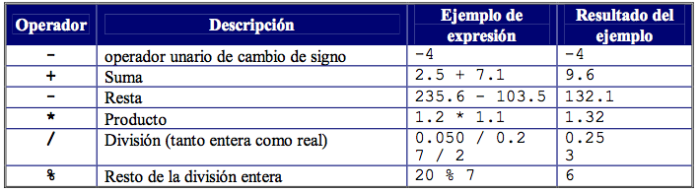 Operador Descripción Ejemplo de expresión Resultado del ejemplo
- operador unario de cambio de signo -4 -4
+ Suma 2.5 + 7.1 9.6
- Resta 235.6 - 103.5 132.1
* Producto 1.2 * 1.1 1.32
/ División (tanto entera como real) 0.050 / 0.2 0.25
7 / 2 3
% Resto de la división entera 20 % 7 6